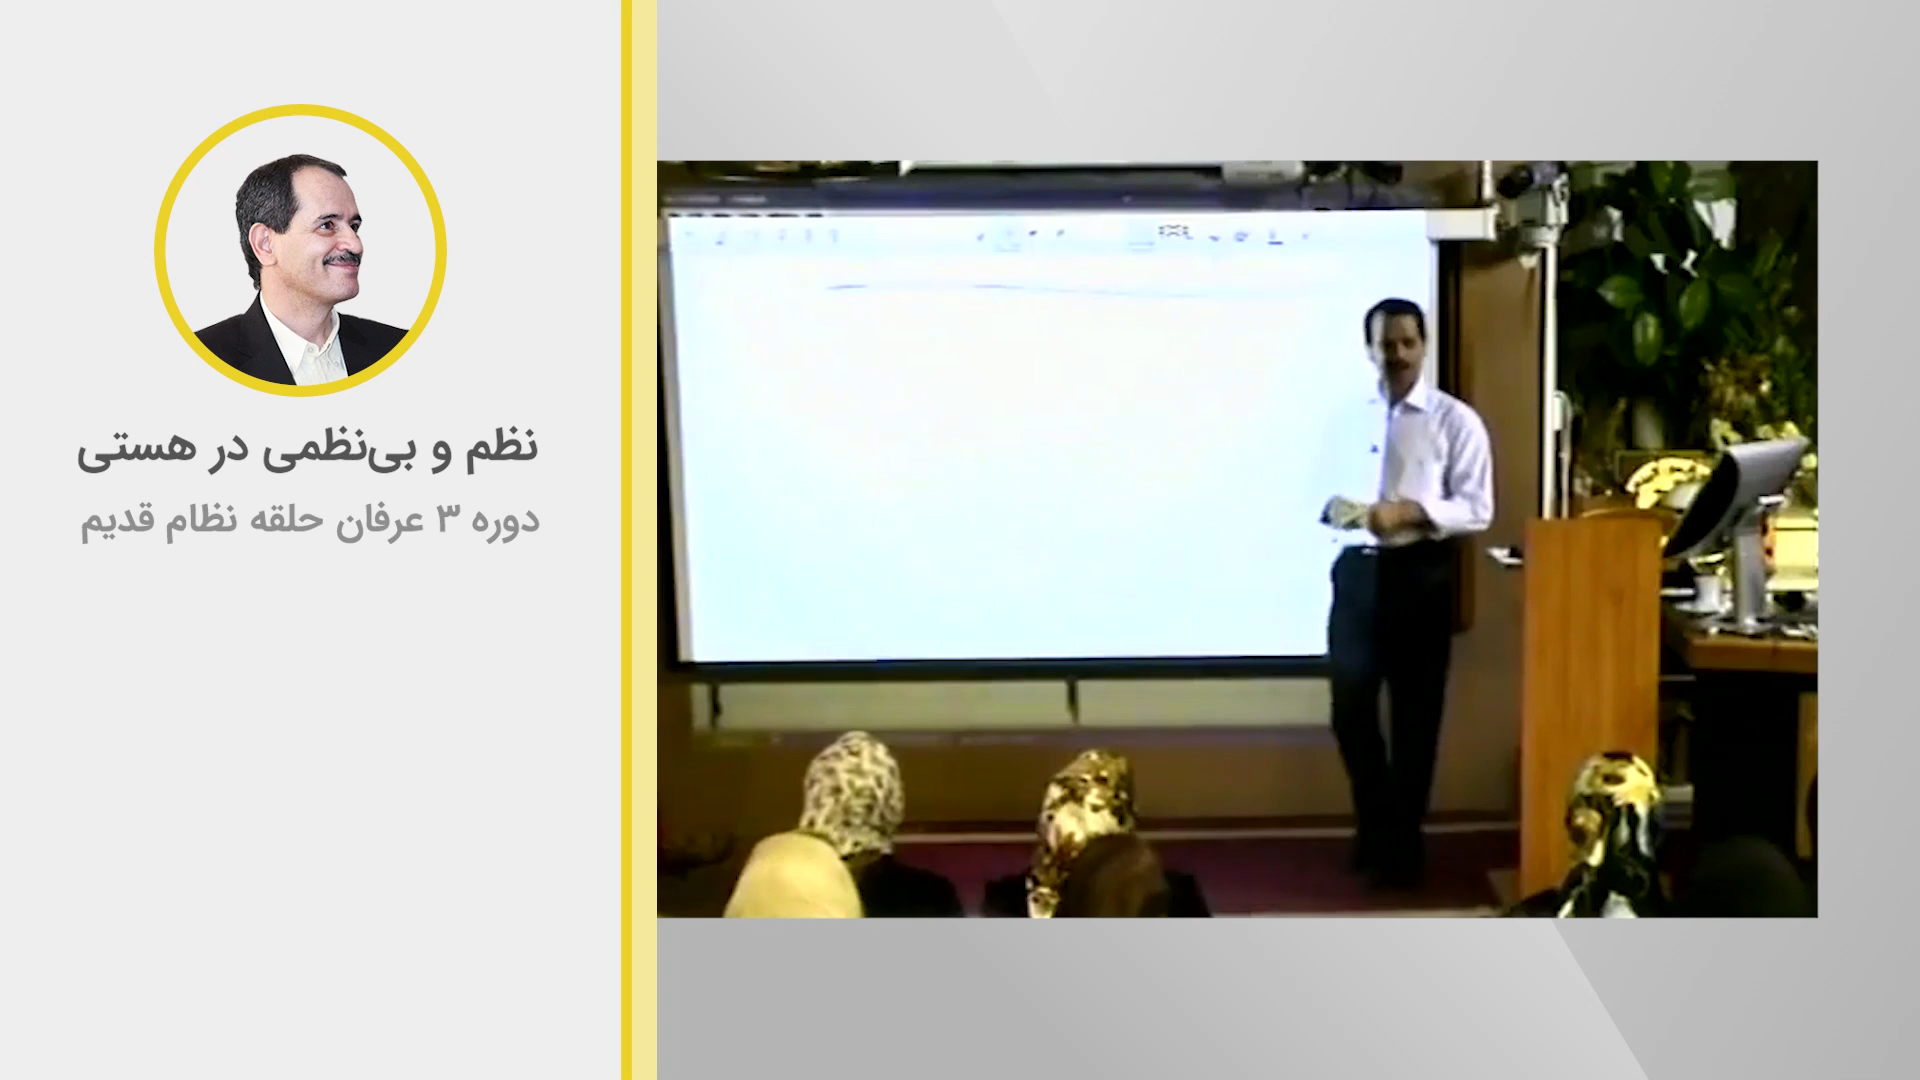 نظم و بی‌نظمی در هستی
دوره ۳ عرفان حلقه نظام قدیم